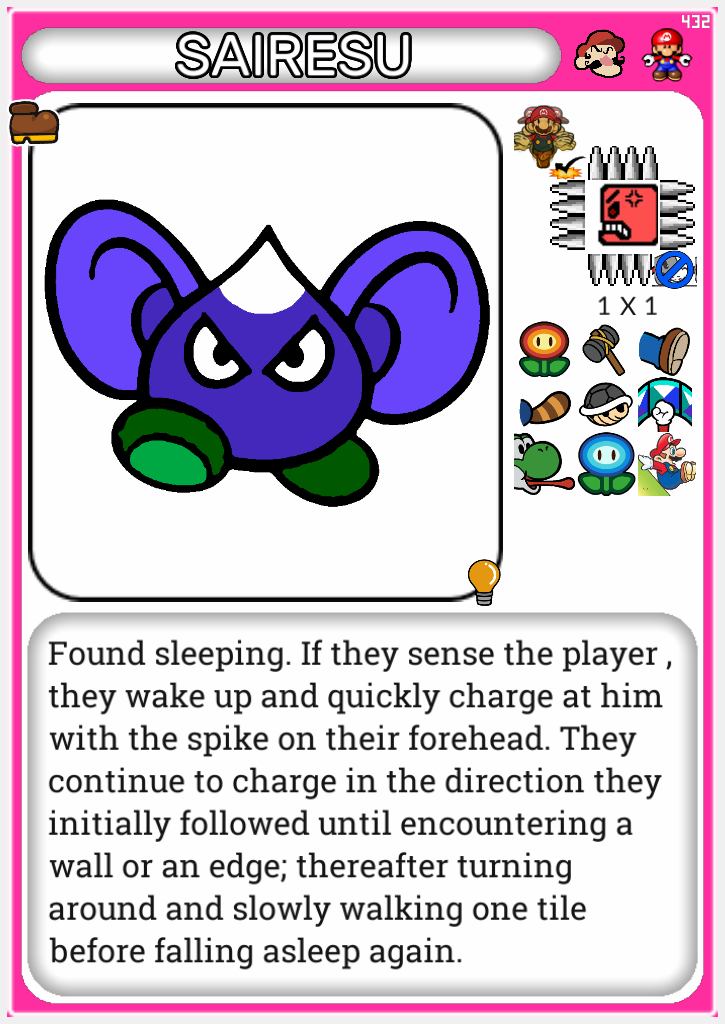 432
SAIRESU
1 X 1
Found sleeping. If they sense the player ,
they wake up and quickly charge at him
with the spike on their forehead. They
continue to charge in the direction they
initially followed until encountering a
wall or an edge; thereafter turning
around and slowly walking one tile
before falling asleep again.